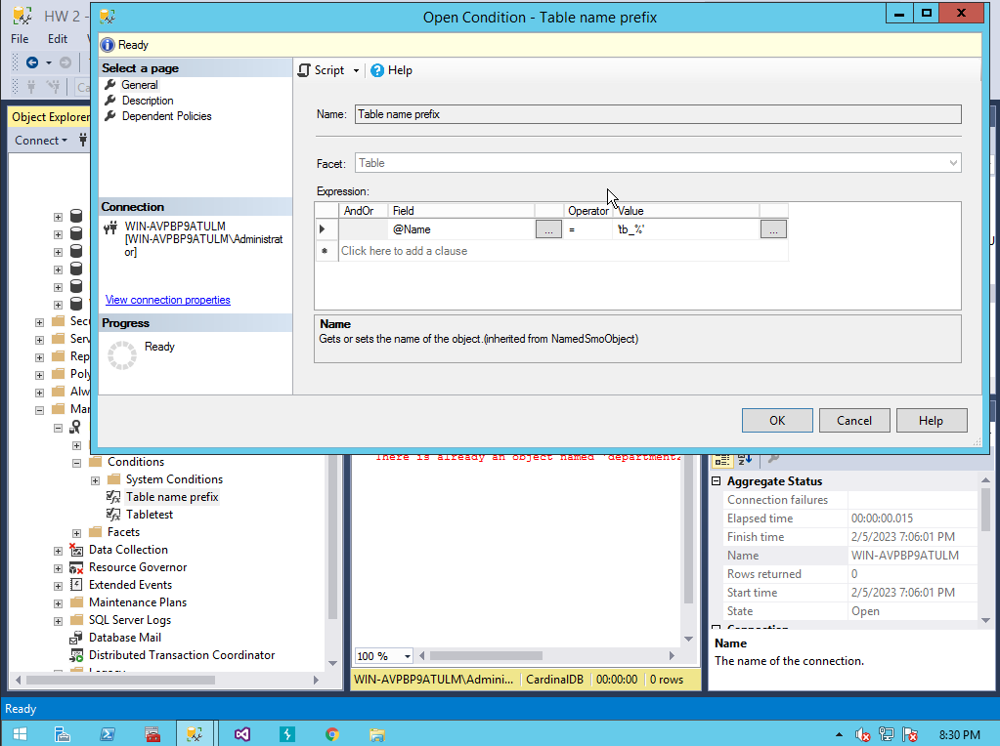 HW 2 -
Open Condition - Table name prefix
File Edit
Ready
Select a page
General
Description
Dependent Policies
Script Help
Name: Table name prefix
Facet: Table
Expression:
AndOr Field Operator Value
@Name ... = 'tb_%' ...
Click here to add a clause
Name
Gets or sets the name of the object.(inherited from NamedSmoObject)
Connection
WIN-AVPBP9ATULM
[WIN-AVPBP9ATULM\Administrat
or]
View connection properties
Progress
Ready
OK Cancel Help
Object Explorer
Connect
Conditions
System Conditions
Table name prefix
Tabletest
Facets
Data Collection
Resource Governor
Extended Events
Maintenance Plans
SQL Server Logs
Database Mail
Distributed Transaction Coordinator
There is already an object named 'department
100 %
WIN-AVPBP9ATULM\Admini... CardinalDB 00:00:00 0 rows
Aggregate Status
Connection failures
Elapsed time 00:00:00.015
Finish time 2/5/2023 7:06:01 PM
Name WIN-AVPBP9ATULM
Rows returned 0
Start time 2/5/2023 7:06:01 PM
State Open
Connection
Name
The name of the connection.
Ready
8:30 PM